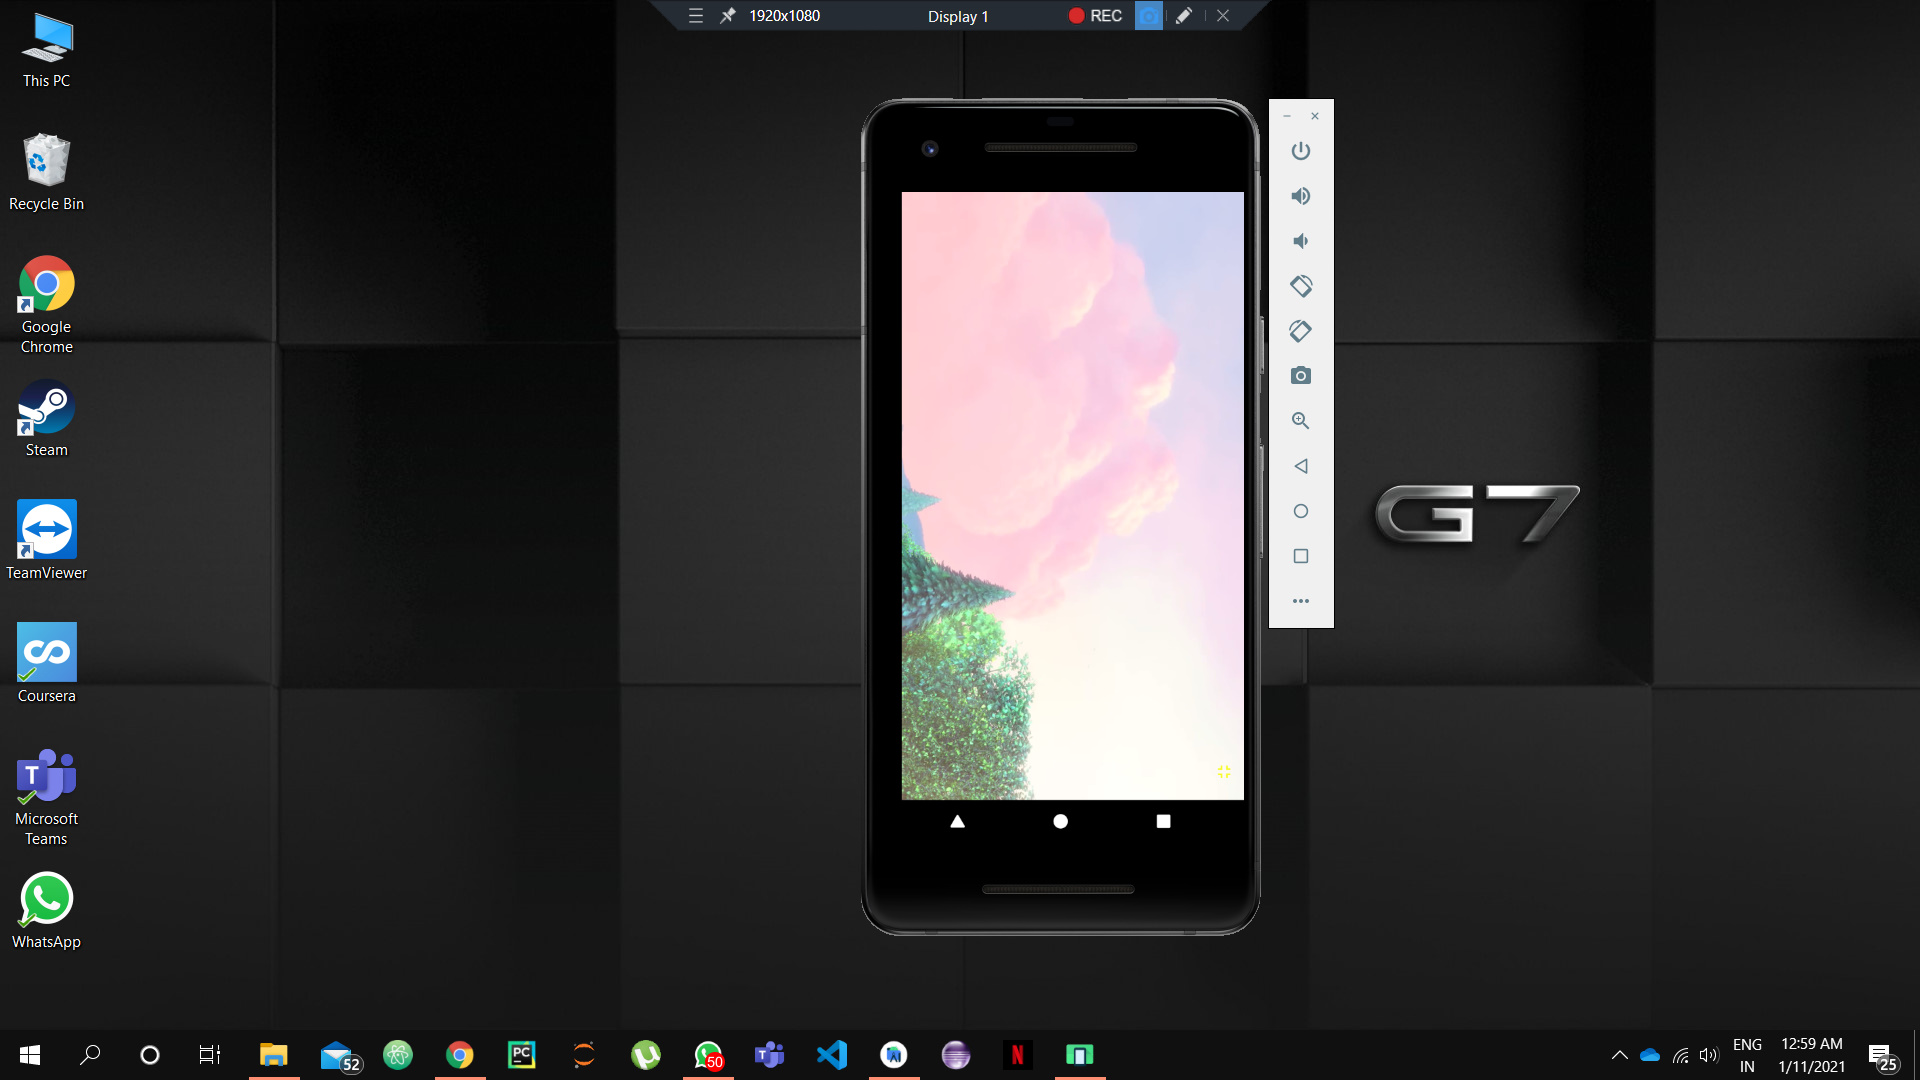 1920x1080
Display 1
REC
This PC
Recycle Bin
Google
Chrome
Steam
TeamViewer
Coursera
T
Microsoft
Teams
WhatsApp
G7
52
PC
50
T
N
ENG
IN
12:59 AM
1/11/2021
25